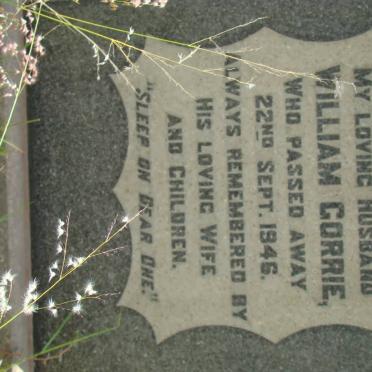 MY LOVING HUSBAND
WILLIAM CORRIE,
WHO PASSED AWAY
22ND SEPT. 1946.
ALWAYS REMEMBERED BY
HIS LOVING WIFE
AND CHILDREN.
"SLEEP ON DEAR ONE."